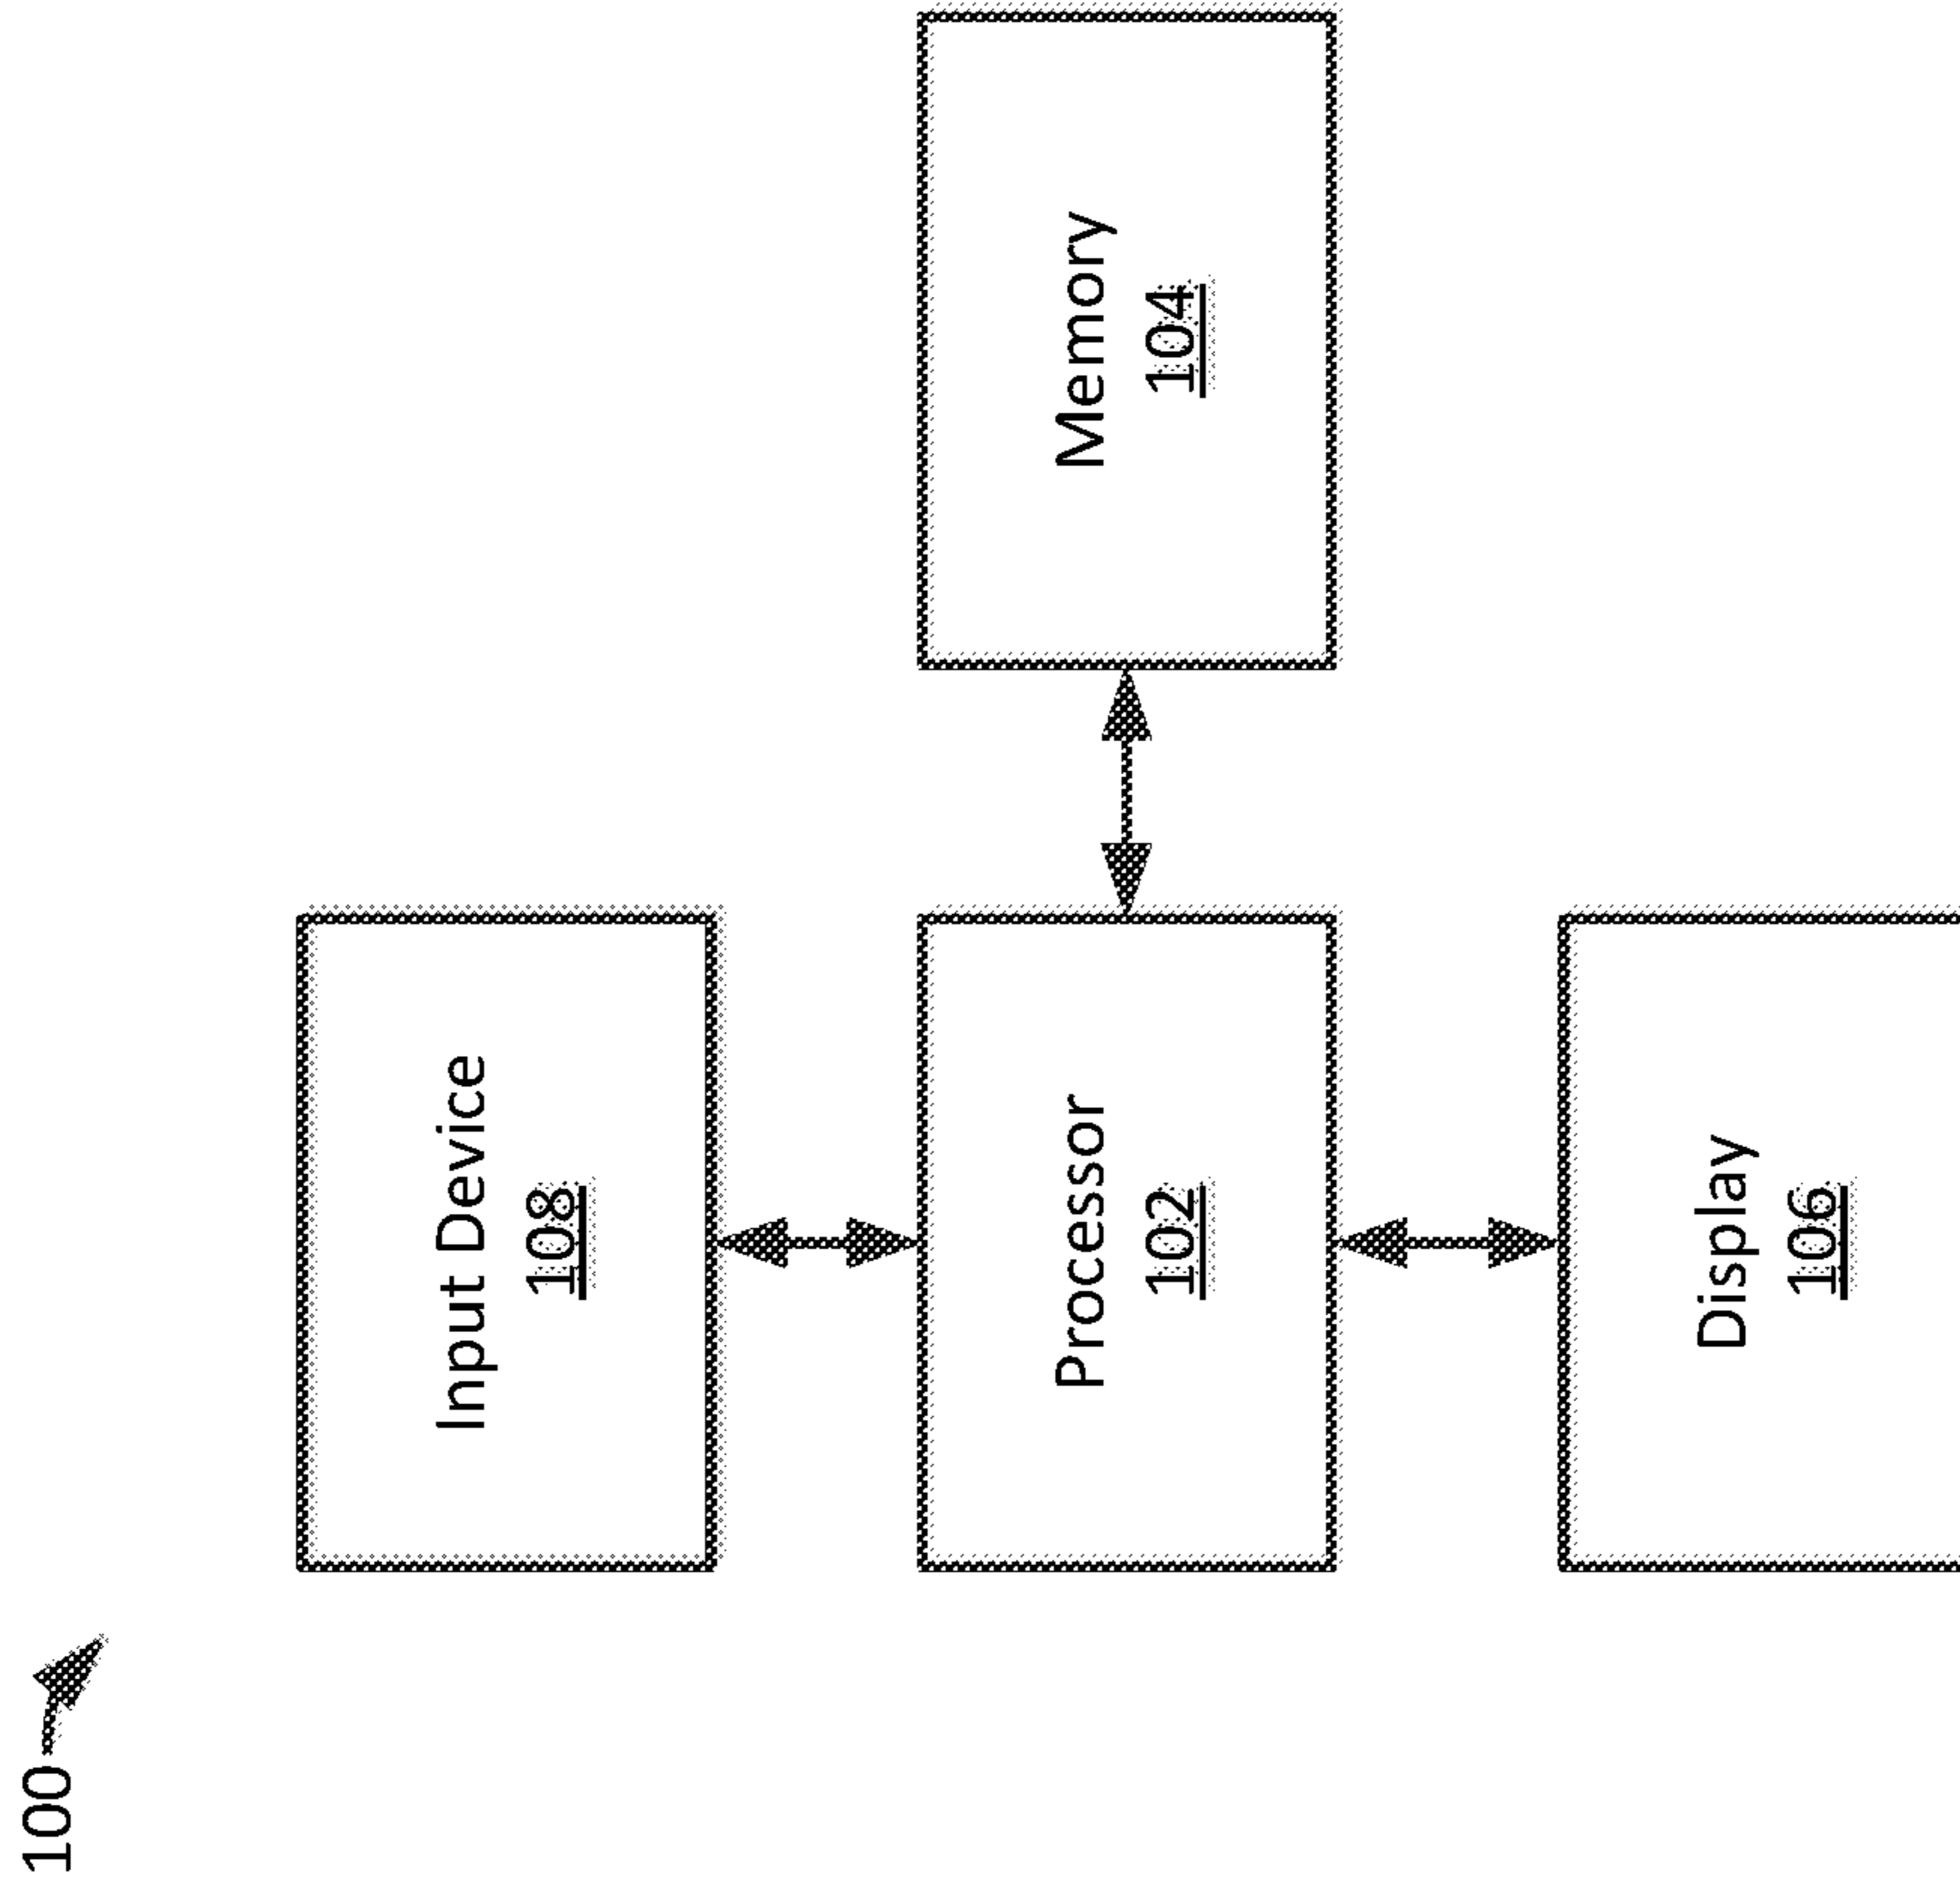 100
Input Device
108
Processor
102
Memory
104
Display
106